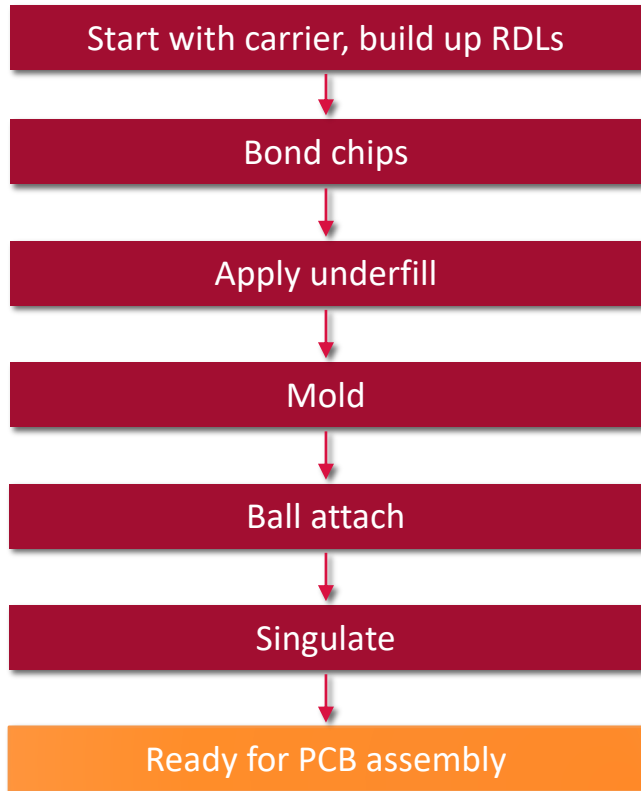 Start with carrier, build up RDLs
Bond chips
Apply underfill
Mold
Ball attach
Singulate
Ready for PCB assembly